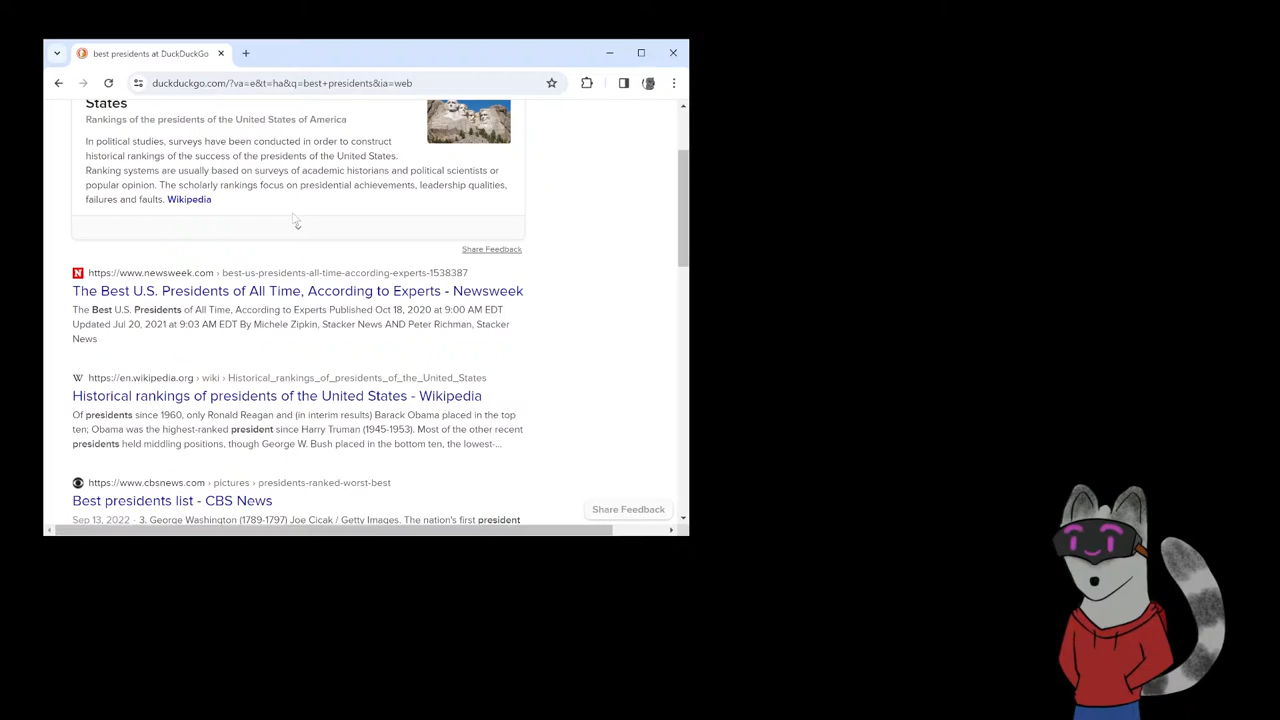 best presidents at DuckDuckGo
duckduckgo.com/?va=e&t=ha&q=best+presidents&ia=web
States
Rankings of the presidents of the United States of America
In political studies, surveys have been conducted in order to construct
historical rankings of the success of the presidents of the United States.
Ranking systems are usually based on surveys of academic historians and political scientists or
popular opinion. The scholarly rankings focus on presidential achievements, leadership qualities,
failures and faults. Wikipedia
Share Feedback
N https://www.newsweek.com › best-us-presidents-all-time-according-experts-1538387
The Best U.S. Presidents of All Time, According to Experts - Newsweek
The Best U.S. Presidents of All Time, According to Experts Published Oct 18, 2020 at 9:00 AM EDT
Updated Jul 20, 2021 at 9:03 AM EDT By Michele Zipkin, Stacker News AND Peter Richman, Stacker
News
W https://en.wikipedia.org › wiki › Historical_rankings_of_presidents_of_the_United_States
Historical rankings of presidents of the United States - Wikipedia
Of presidents since 1960, only Ronald Reagan and (in interim results) Barack Obama placed in the top
ten; Obama was the highest-ranked president since Harry Truman (1945-1953). Most of the other recent
presidents held middling positions, though George W. Bush placed in the bottom ten, the lowest-...
https://www.cbsnews.com › pictures › presidents-ranked-worst-best
Best presidents list - CBS News
Sep 13, 2022 · 3. George Washington (1789-1797) Joe Cicak / Getty Images. The nation's first president
Share Feedback